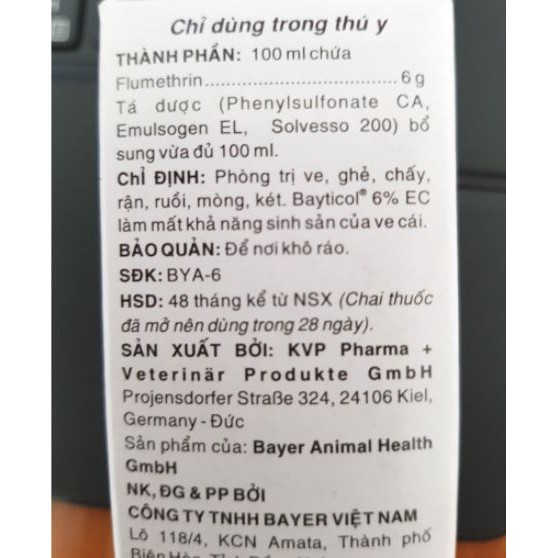 Chỉ dùng trong thú y
THÀNH PHẦN: 100 ml chứa
Flumethrin.....................................6 g
Tá dược (Phenylsulfonate CA,
Emulsogen EL, Solvesso 200) bổ
sung vừa đủ 100 ml.
CHỈ ĐỊNH: Phòng trị ve, ghẻ, chấy,
rận, ruồi, mòng, két. Bayticol® 6% EC
làm mất khả năng sinh sản của ve cái.
BẢO QUẢN: Để nơi khô ráo.
SĐK: BYA-6
HSD: 48 tháng kể từ NSX (Chai thuốc
đã mở nên dùng trong 28 ngày).
SẢN XUẤT BỞI: KVP Pharma +
Veterinär Produkte GmbH
Projensdorfer Straße 324, 24106 Kiel,
Germany - Đức
Sản phẩm của: Bayer Animal Health
GmbH
NK, ĐG & PP BỞI
CÔNG TY TNHH BAYER VIỆT NAM
Lô 118/4, KCN Amata, Thành phố
Biên Hòa,